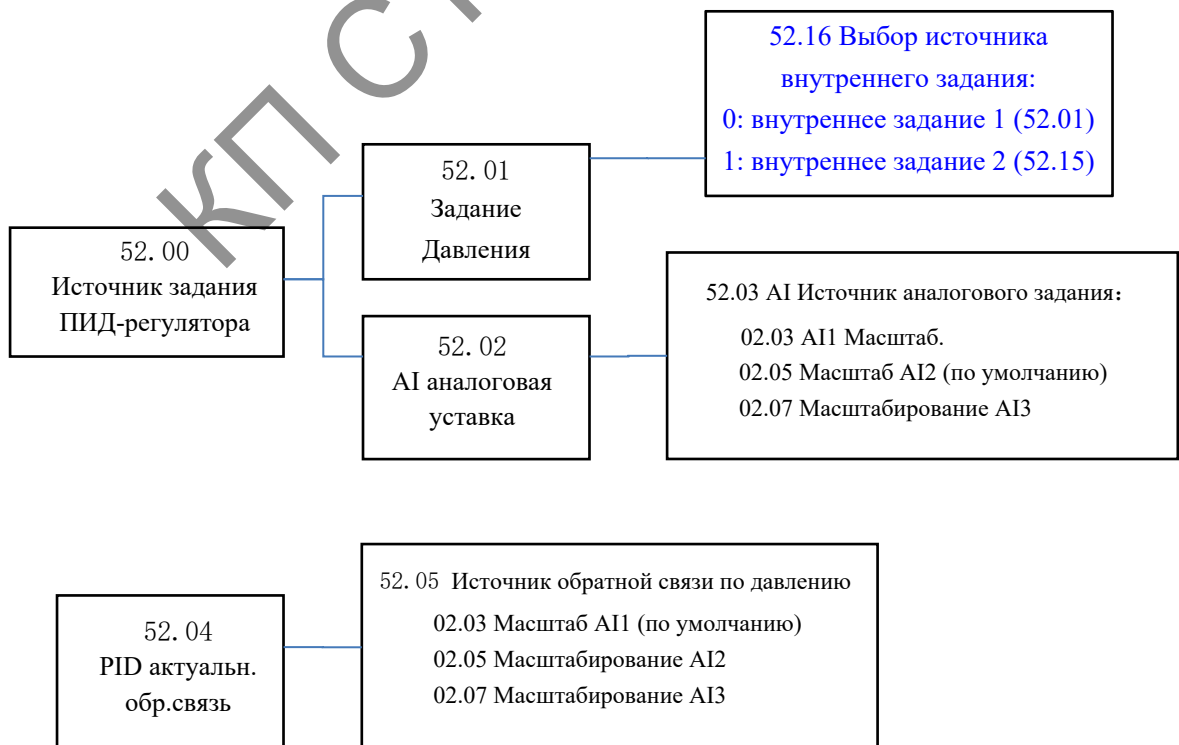 КП С
52.16 Выбор источника
внутреннего задания:
0: внутреннее задание 1 (52.01)
1: внутреннее задание 2 (52.15)
52.01
Задание
Давления
52.00
Источник задания
ПИД-регулятора
52.03 AI Источник аналогового задания:
02.03 AI1 Масштаб.
02.05 Масштаб AI2 (по умолчанию)
02.07 Масштабирование AI3
52.02
AI аналоговая
уставка
52.05 Источник обратной связи по давлению
02.03 Масштаб AI1 (по умолчанию)
02.05 Масштабирование AI2
02.07 Масштабирование AI3
52.04
PID актуальн.
обр.связь